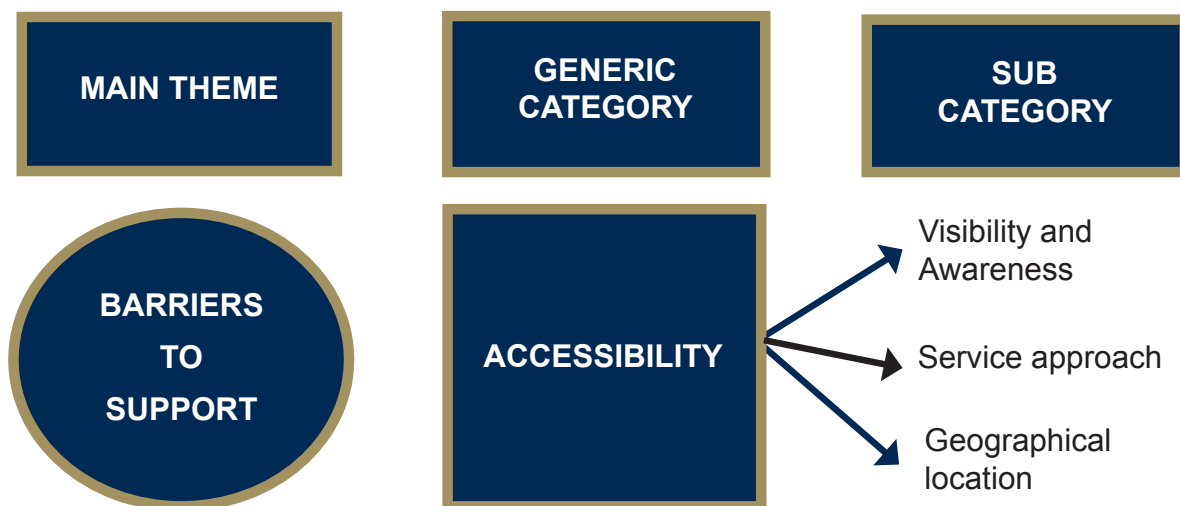 MAIN THEME
GENERIC
CATEGORY
SUB
CATEGORY
BARRIERS
TO
SUPPORT
ACCESSIBILITY
Visibility and
Awareness
Service approach
Geographical
location